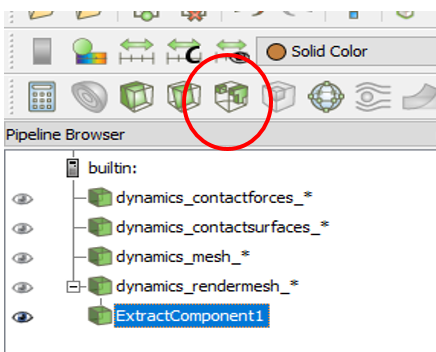 Solid Color
Pipeline Browser
builtin:
dynamics_contactforces_*
dynamics_contactsurfaces_*
dynamics_mesh_*
dynamics_rendermesh_*
ExtractComponent1